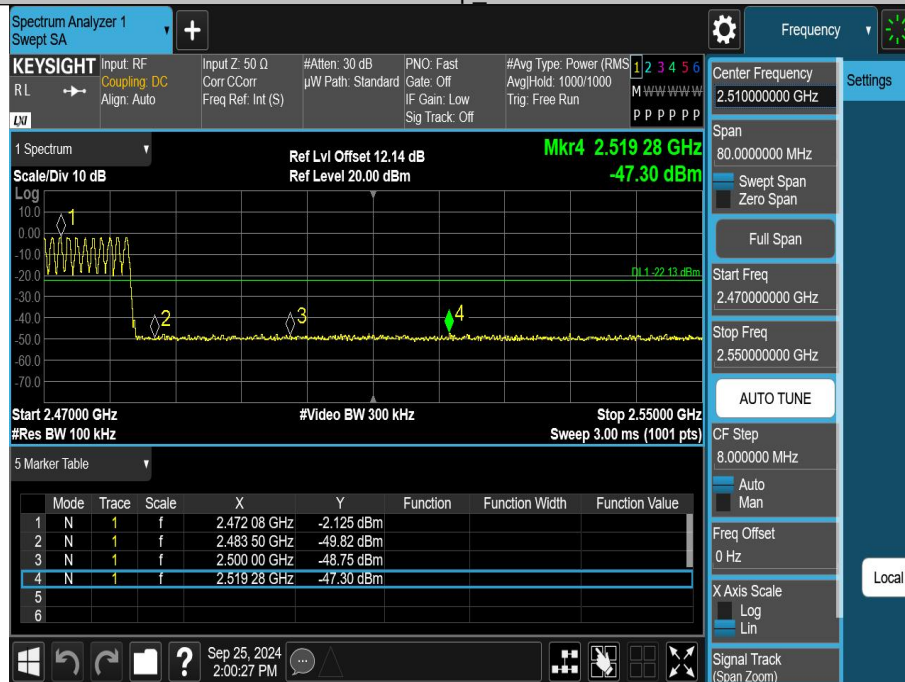 Spectrum Analyzer 1
Swept SA
+
Frequency
KEYSIGHT
RL
LXI
Input: RF
Coupling: DC
Align: Auto
Input Z: 50 Ω
Corr CCorr
Freq Ref: Int (S)
#Atten: 30 dB
µW Path: Standard
PNO: Fast
Gate: Off
IF Gain: Low
Sig Track: Off
#Avg Type: Power (RMS
Avg|Hold: 1000/1000
Trig: Free Run
1 2 3 4 5 6
M W W W W W
P P P P P P
1 Spectrum
Scale/Div 10 dB
Ref Lvl Offset 12.14 dB
Ref Level 20.00 dBm
Mkr4 2.519 28 GHz
-47.30 dBm
Log
10.0
0.00
-10.0
-20.0
-30.0
-40.0
-50.0
-60.0
-70.0
1
2
3
4
DL1 -22.13 dBm
Start 2.47000 GHz
#Video BW 300 kHz
Stop 2.55000 GHz
#Res BW 100 kHz
Sweep 3.00 ms (1001 pts)
5 Marker Table
Mode Trace Scale X Y Function Function Width Function Value
1 N 1 f 2.472 08 GHz -2.125 dBm
2 N 1 f 2.483 50 GHz -49.82 dBm
3 N 1 f 2.500 00 GHz -48.75 dBm
4 N 1 f 2.519 28 GHz -47.30 dBm
5
6
?
Sep 25, 2024
2:00:27 PM
Center Frequency
2.510000000 GHz
Settings
Span
80.0000000 MHz
Swept Span
Zero Span
Full Span
Start Freq
2.470000000 GHz
Stop Freq
2.550000000 GHz
AUTO TUNE
CF Step
8.000000 MHz
Auto
Man
Freq Offset
0 Hz
Local
X Axis Scale
Log
Lin
Signal Track
(Span Zoom)